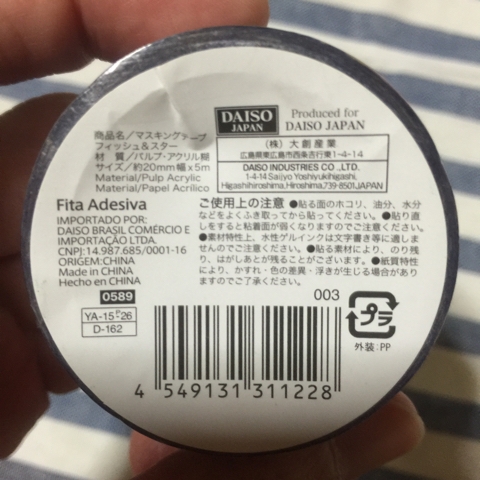 DAISO
JAPAN
Produced for
DAISO JAPAN
商品名／マスキングテープ
フィッシュ＆スター
材 質／パルプ・アクリル糊
サイズ／約20mm幅×5m
Material/Pulp Acrylic
Material/Papel Acrílico
(株) 大創産業
広島県東広島市西条吉行東1-4-14
DAISO INDUSTRIES CO.,LTD.
1-4-14 Saijyo Yoshiyukihigashi,
Higashihiroshima,Hiroshima,739-8501JAPAN
Fita Adesiva
IMPORTADO POR:
DAISO BRASIL COMÉRCIO E
IMPORTAÇÃO LTDA.
CNPJ:14.987.685/0001-16
ORIGEM:CHINA
Made in CHINA
Hecho en CHINA
ご使用上の注意 ●貼る面のホコリ、油分、水分
などをよくふき取ってから貼ってください。●貼り直
しをすると粘着面が弱くなりますのでご注意ください。
●素材特性上、水性ゲルインクは文字書き等に適しま
せんのでご了承ください。●貼る素材により、のり残
り、はがしあとが残ることがございます。●紙質特性
により、かすれ・色の差異・浮きが生じる場合があり
ますのでご了承ください。
0589
YA-15 P 26
D-162
003
プラ
外装:PP
4 549131 311228